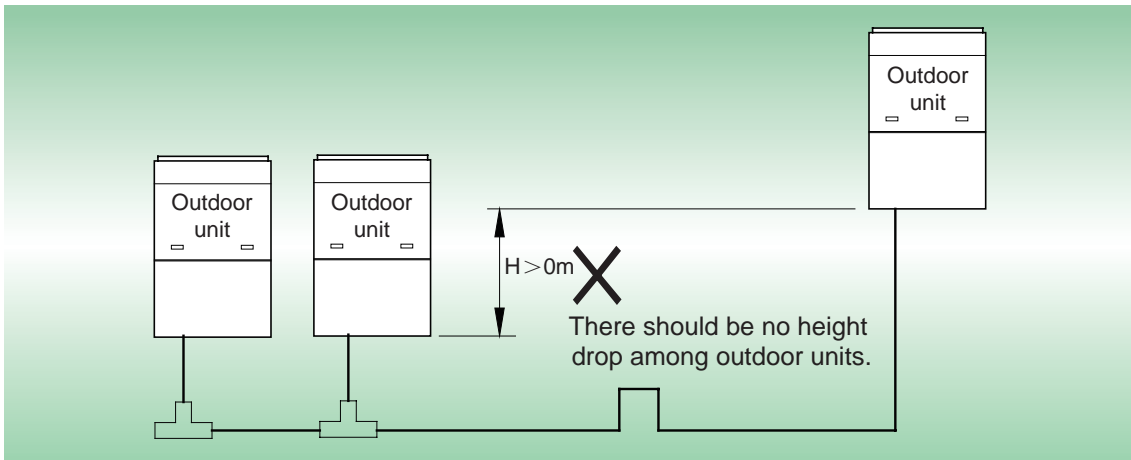 Outdoor
unit
Outdoor
unit
Outdoor
unit
H＞0m
There should be no height
drop among outdoor units.